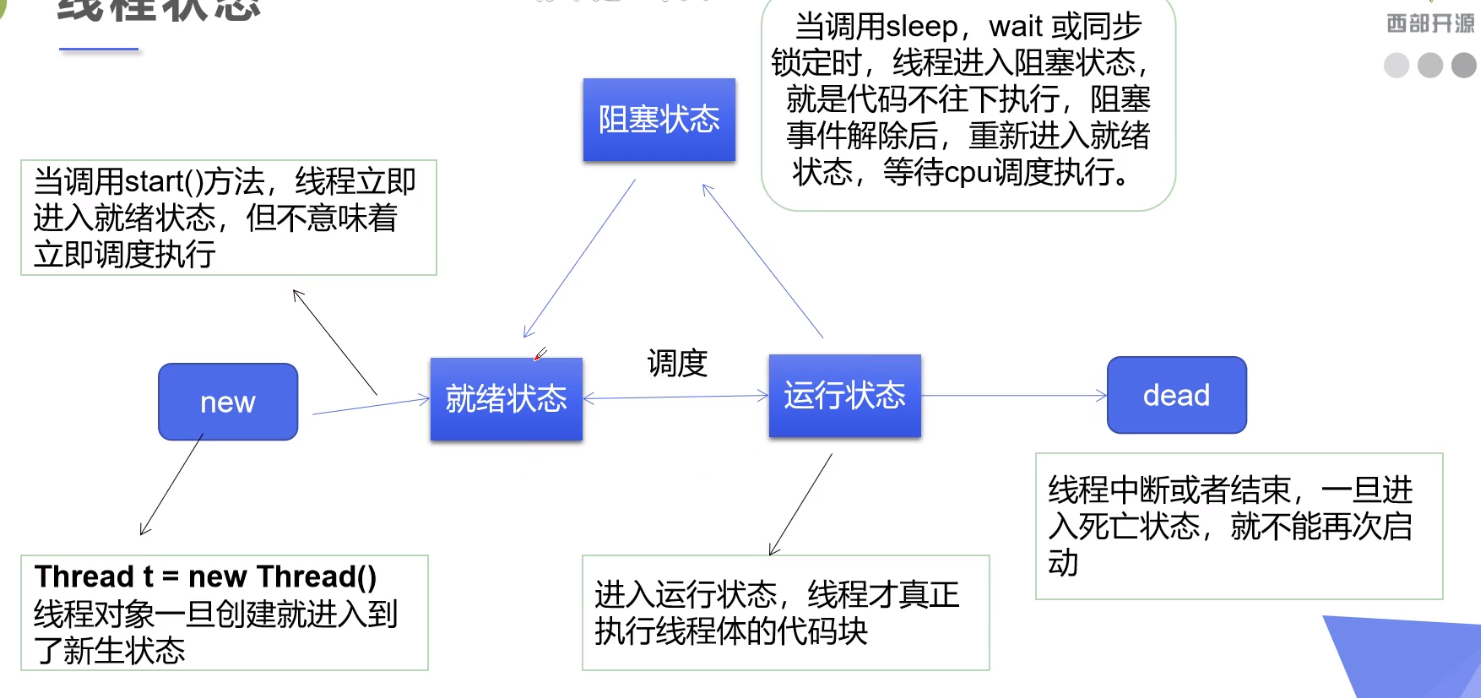 线程状态
西部开源
当调用sleep，wait 或同步
锁定时，线程进入阻塞状态，
就是代码不往下执行，阻塞
事件解除后，重新进入就绪
状态，等待cpu调度执行。
阻塞状态
当调用start()方法，线程立即
进入就绪状态，但不意味着
立即调度执行
new
就绪状态
调度
运行状态
dead
Thread t = new Thread()
线程对象一旦创建就进入到
了新生状态
进入运行状态，线程才真正
执行线程体的代码块
线程中断或者结束，一旦进
入死亡状态，就不能再次启
动